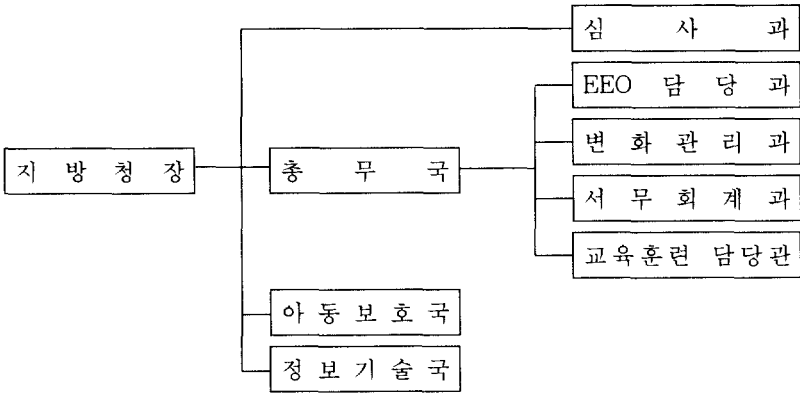 심사과
EEO 담당과
변화관리과
지방청장
총무국
서무회계과
교육훈련 담당관
아동보호국
정보기술국